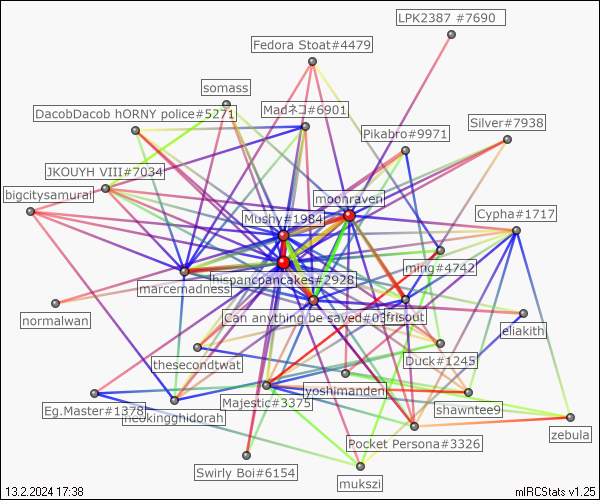 LPK2387 #7690
Fedora Stoat#4479
somass
DacobDacob hORNY police#5271
Madネコ#6901
Pikabro#9971
Silver#7938
JKOUYH VIII#7034
bigcitysamurai
moonraven
Mushy#1984
Cypha#1717
ming#4742
hispancpancakes#2928
marcemadness
normalwan
Can anything be saved#03
frisout
eliakith
thesecondtwat
Duck#1245
yoshimanden
Majestic#3375
shawntee9
Eg.Master#1378
neokingghidorah
zebula
Pocket Persona#3326
Swirly Boi#6154
mukszi
13.2.2024 17:38
mIRCStats v1.25